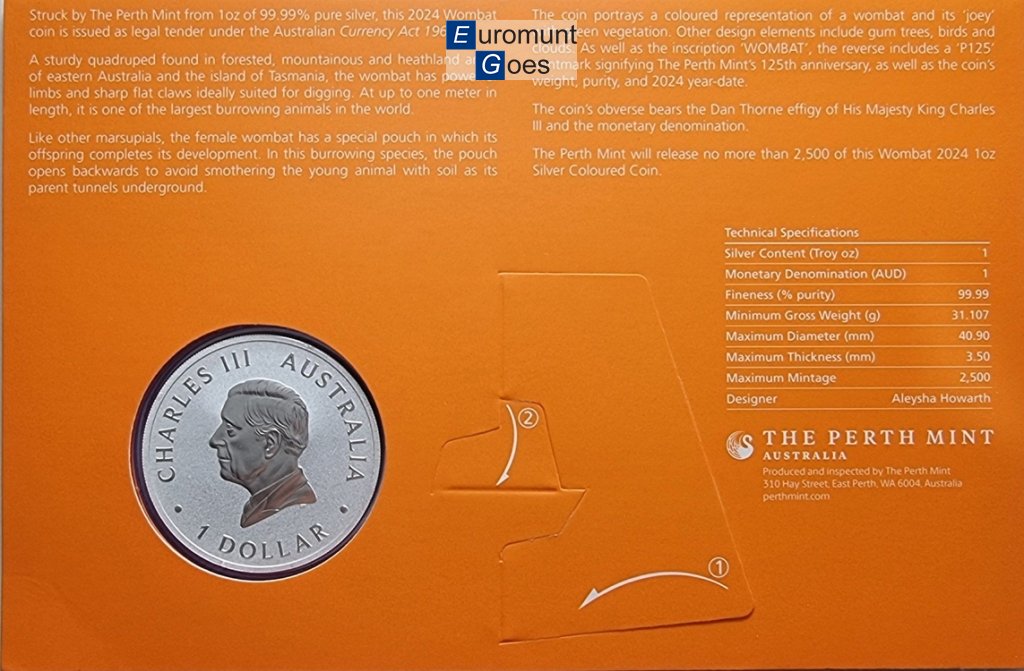 Struck by The Perth Mint from 1oz of 99.99% pure silver, this 2024 Wombat
coin is issued as legal tender under the Australian Currency Act 196
A sturdy quadruped found in forested, mountainous and heathland
of eastern Australia and the island of Tasmania, the wombat has
limbs and sharp flat claws ideally suited for digging. At up to one meter in
length, it is one of the largest burrowing animals in the world.
Like other marsupials, the female wombat has a special pouch in which its
offspring completes its development. In this burrowing species, the pouch
opens backwards to avoid smothering the young animal with soil as its
parent tunnels underground.
Euromunt
Goes
The coin portrays a coloured representation of a wombat and its 'joey'
vegetation. Other design elements include gum trees, birds and
clouds. As well as the inscription 'WOMBAT', the reverse includes a 'P125'
mintmark signifying The Perth Mint's 125th anniversary, as well as the coin's
weight, purity, and 2024 year-date.
The coin's obverse bears the Dan Thorne effigy of His Majesty King Charles
III and the monetary denomination.
The Perth Mint will release no more than 2,500 of this Wombat 2024 1oz
Silver Coloured Coin.
Technical Specifications
Silver Content (Troy oz) 1
Monetary Denomination (AUD) 1
Fineness (% purity) 99.99
Minimum Gross Weight (g) 31.107
Maximum Diameter (mm) 40.90
Maximum Thickness (mm) 3.50
Maximum Mintage 2,500
Designer Aleysha Howarth
THE PERTH MINT
AUSTRALIA
Produced and inspected by The Perth Mint
310 Hay Street, East Perth, WA 6004, Australia
perthmint.com
CHARLES III AUSTRALIA
• 1 DOLLAR •
2
1